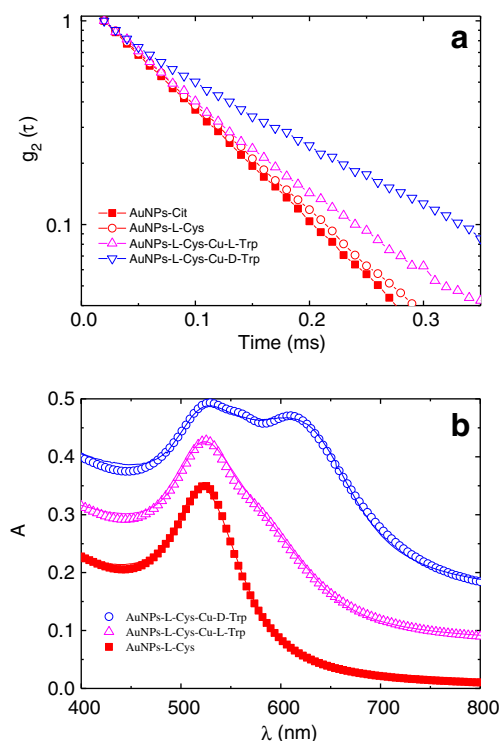 a
1
0.1
g₂ (τ)
AuNPs-Cit
AuNPs-L-Cys
AuNPs-L-Cys-Cu-L-Trp
AuNPs-L-Cys-Cu-D-Trp
0.0 0.1 0.2 0.3
Time (ms)
b
0.5
0.4
0.3
0.2
0.1
0.0
A
AuNPs-L-Cys-Cu-D-Trp
AuNPs-L-Cys-Cu-L-Trp
AuNPs-L-Cys
400 500 600 700 800
λ (nm)